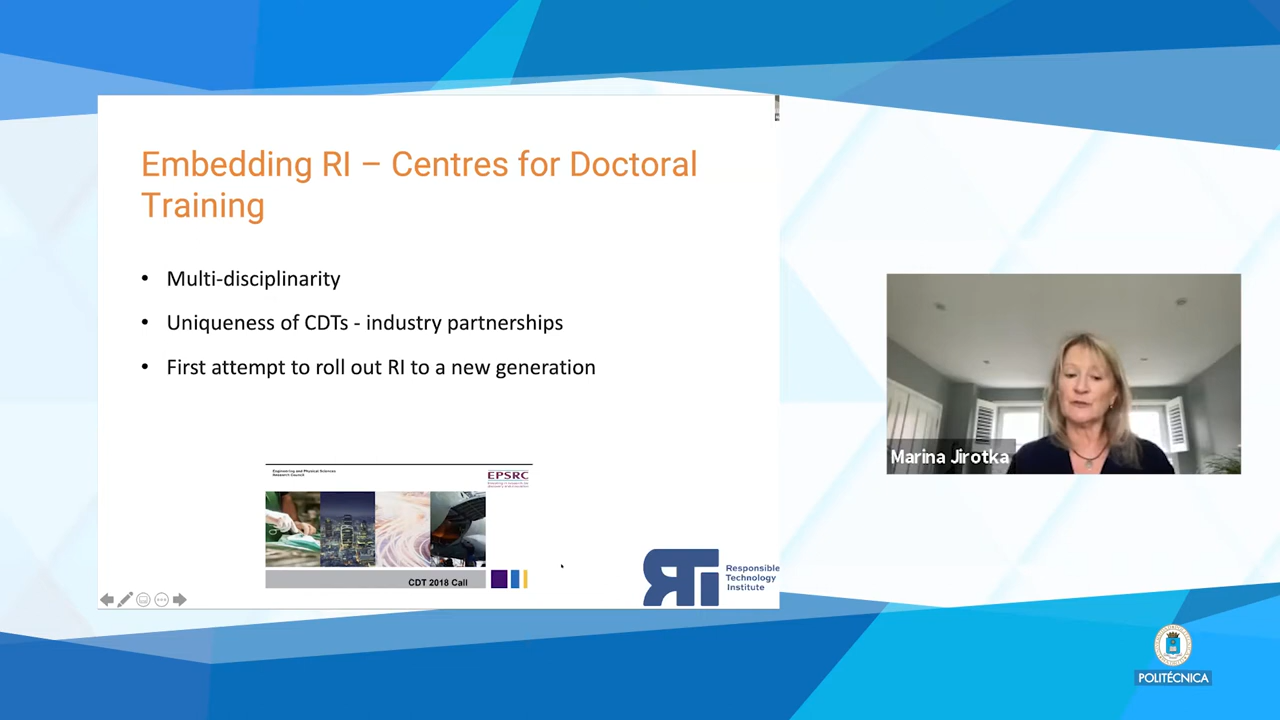 Embedding RI – Centres for Doctoral
Training
• Multi-disciplinarity
• Uniqueness of CDTs - industry partnerships
• First attempt to roll out RI to a new generation
Engineering and Physical Sciences
Research Council
EPSRC
CDT 2018 Call
RTI
Responsible
Technology
Institute
Marina Jirotka
POLITÉCNICA